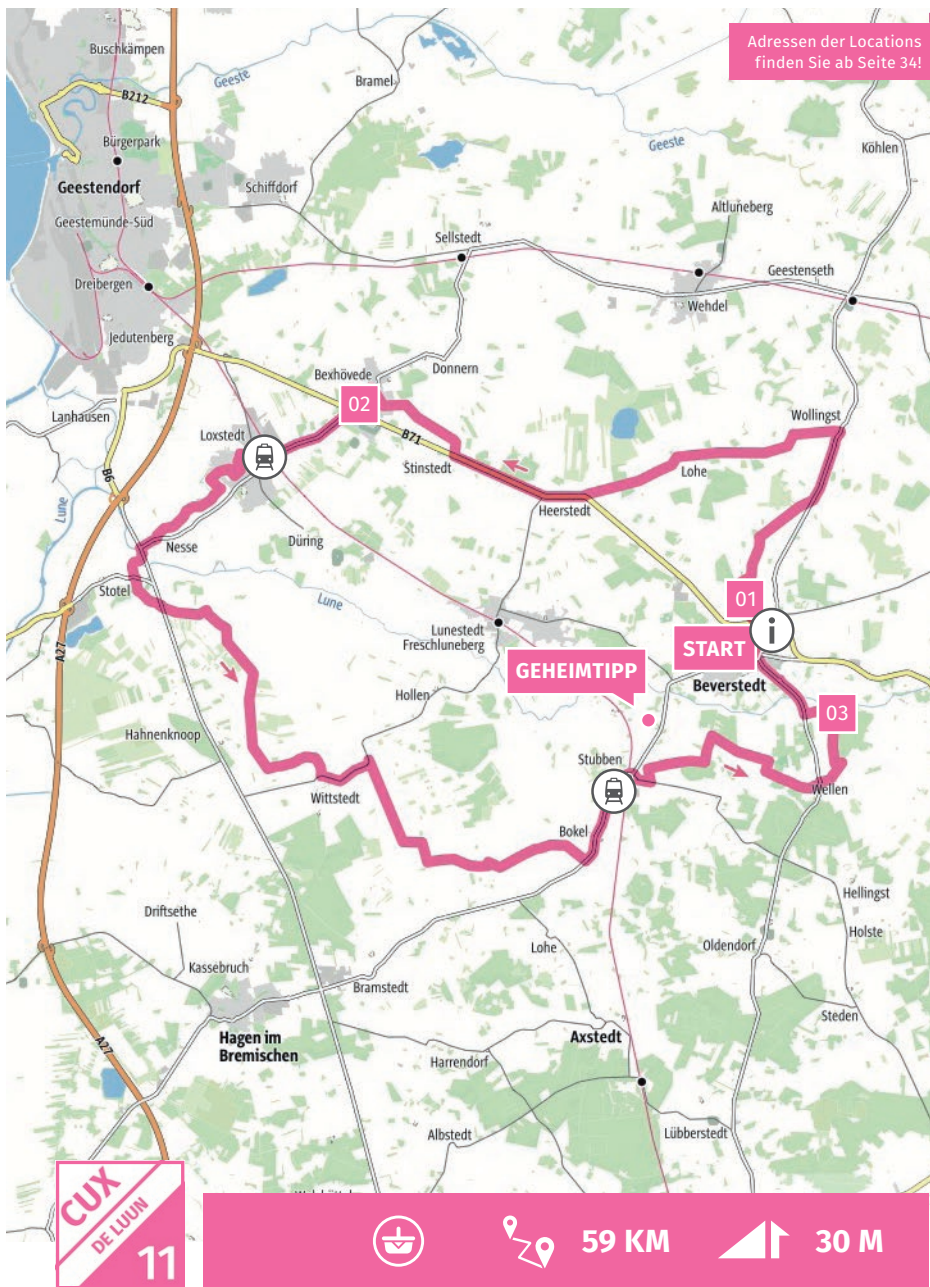 Adressen der Locations
finden Sie ab Seite 34!
Buschkämpen
Geeste
Bramel
B212
Bürgerpark
Geestendorf
Schiffdorf
Geeste
Köhlen
Geestemünde-Süd
Altluneberg
Sellstedt
Geestenseth
Dreibergen
Wehdel
Jedutenberg
Bexhövede
Donnern
02
Lanhausen
Wollingst
Loxstedt
B71
Stinstedt
Lohe
B6
Lune
Heerstedt
Nesse
Düring
Stotel
Lune
01
i
Lunestedt
Freschluneberg
START
GEHEIMTIPP
A27
Beverstedt
Hollen
03
Hahnenknoop
Stubben
Wittstedt
Wellen
Bokel
Hellingst
Driftsethe
Holste
Lohe
Oldendorf
Kassebruch
Bramstedt
Steden
Hagen im
Bremischen
Axstedt
A27
Harrendorf
Albstedt
Lübberstedt
CUX
DE LUUN
11
59 KM
30 M